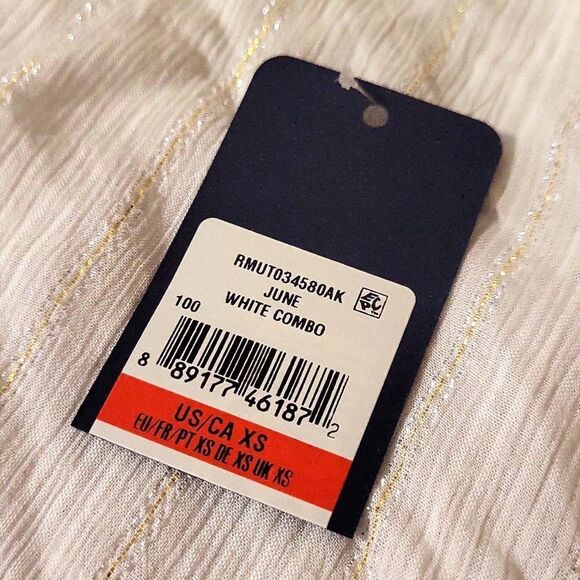 RMUT034580AK
JUNE
WHITE COMBO
100
8 89177 46187 2
US/CA XS
EU/FR/PT XS DE XS UK XS